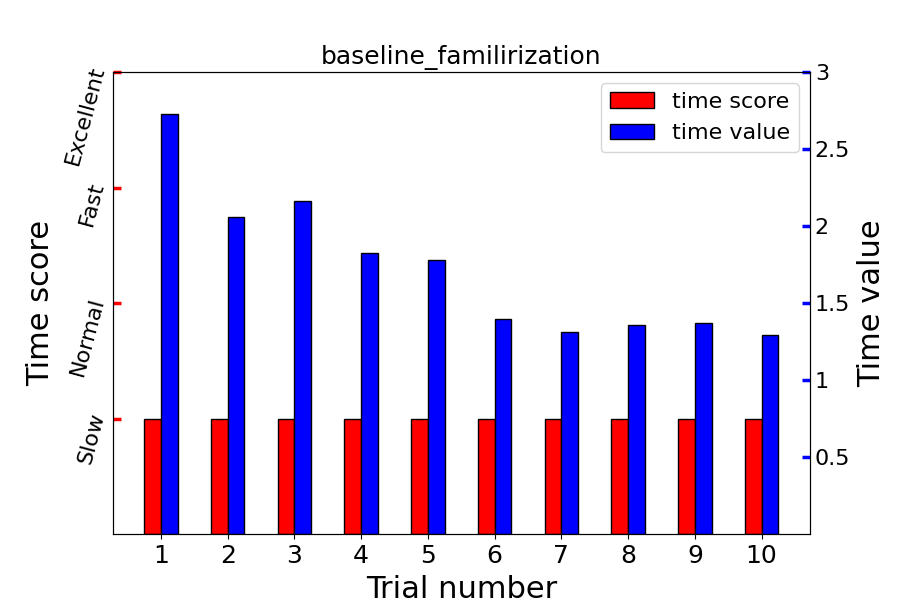 baseline_familirization
time score
time value
Time score
Excellent
Fast
Normal
Slow
3
2.5
2
1.5
1
0.5
Time value
1 2 3 4 5 6 7 8 9 10
Trial number